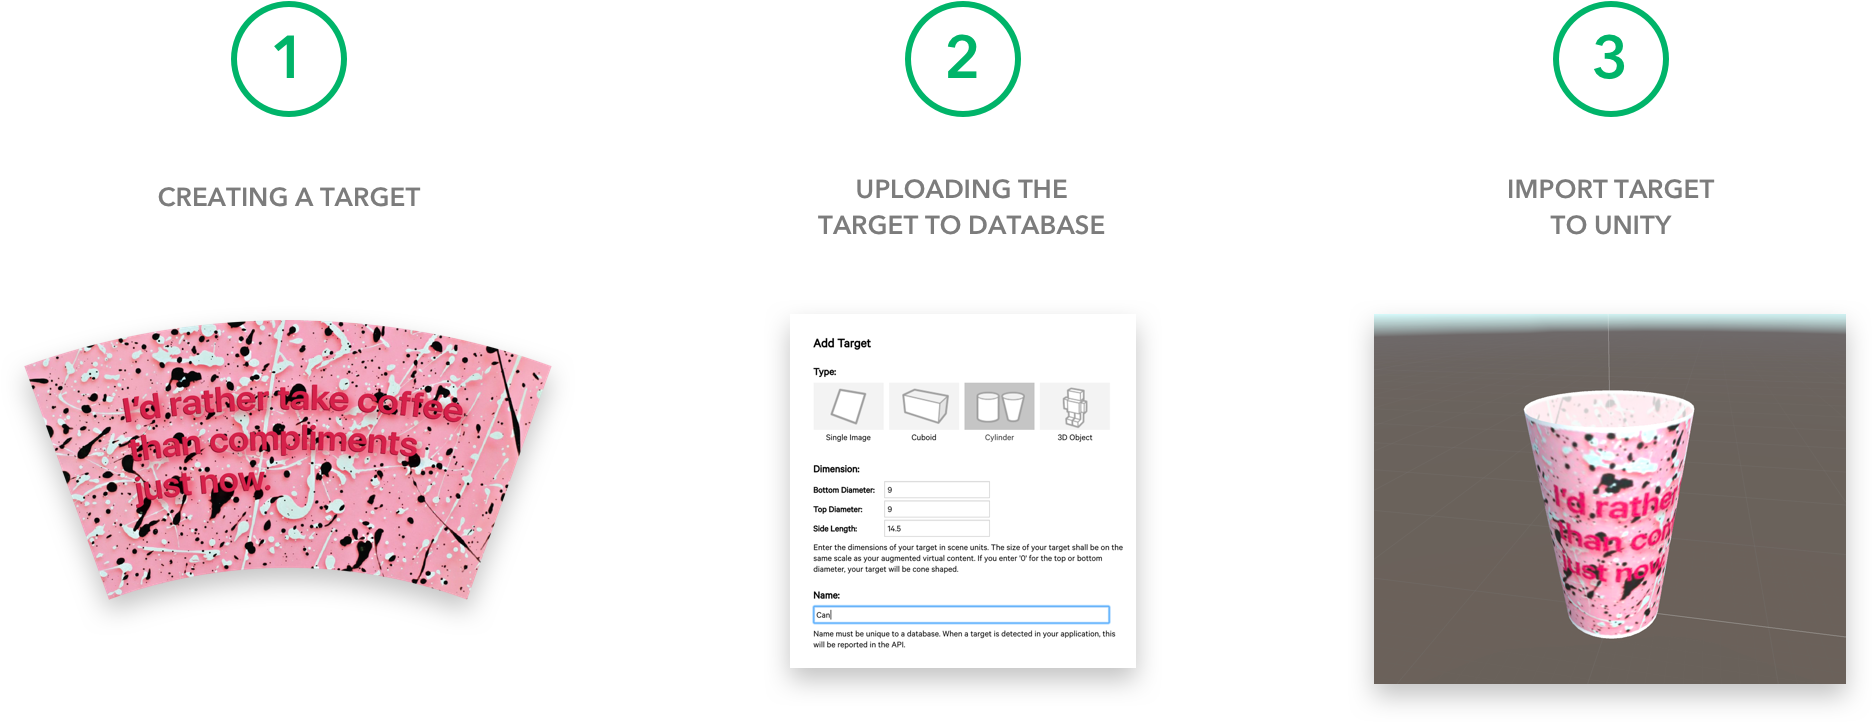 1
CREATING A TARGET
I'd rather take coffee
than compliments
just now.
2
UPLOADING THE
TARGET TO DATABASE
Add Target
Type:
Single Image
Cuboid
Cylinder
3D Object
Dimension:
Bottom Diameter: 9
Top Diameter: 9
Side Length: 14.5
Enter the dimensions of your target in scene units. The size of your target shall be on the
same scale as your augmented virtual content. If you enter '0' for the top or bottom
diameter, your target will be cone shaped.
Name:
Can
Name must be unique to a database. When a target is detected in your application, this
will be reported in the API.
3
IMPORT TARGET
TO UNITY
I'd rather
than com
just now.